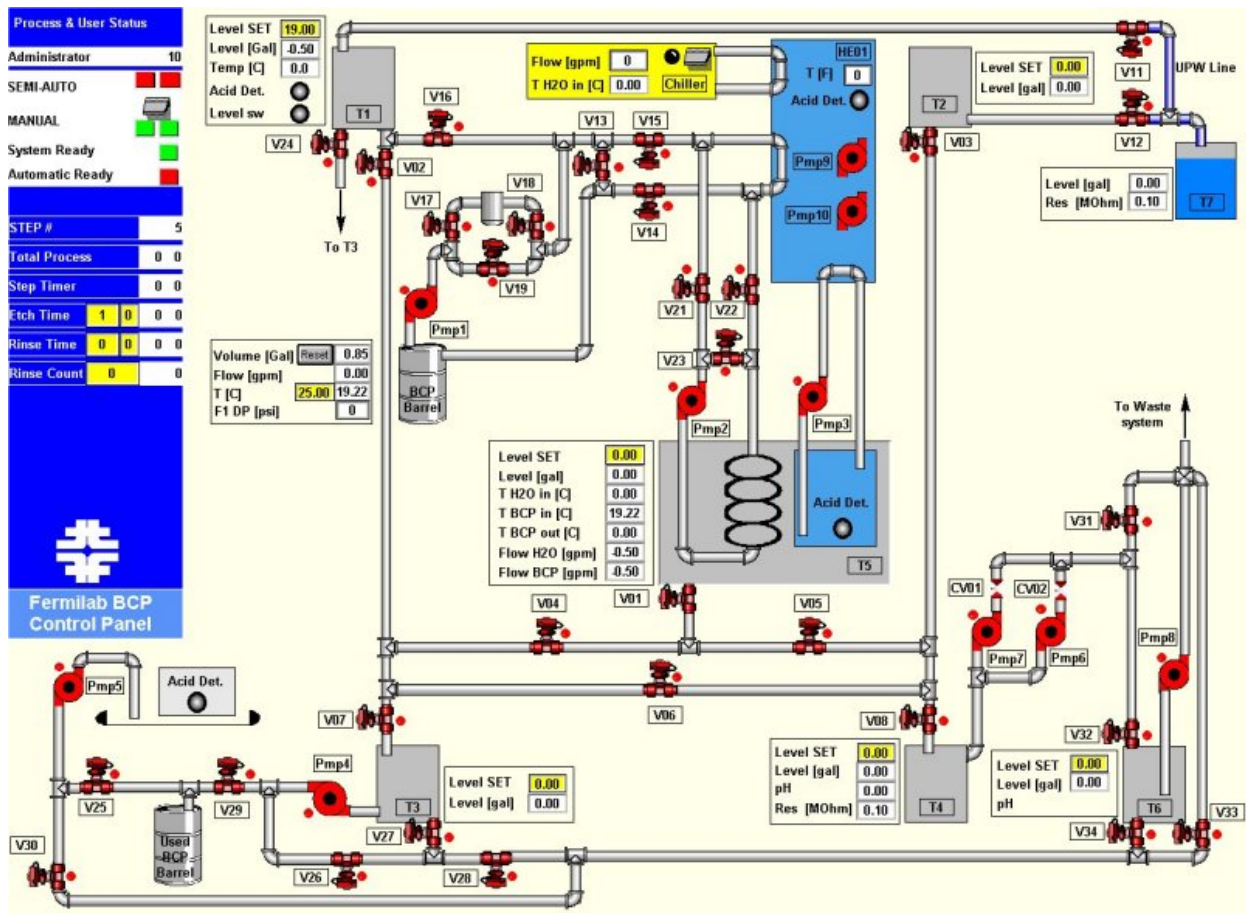 Process & User Status
Administrator 10
SEMI-AUTO
MANUAL
System Ready
Automatic Ready
STEP # 5
Total Process 0 0
Step Timer 0 0
Etch Time 1 0 0 0
Rinse Time 0 0 0 0
Rinse Count 0 0
Fermilab BCP
Control Panel
Level SET 19.00
Level [Gal] -0.50
Temp [C] 0.0
Acid Det.
Level sw
T1
V24
V02
V16
To T3
V17
V18
V19
Pmp1
V13
V15
V14
Flow [gpm] 0
T H2O in [C] 0.00 Chiller
HE01
T [F] 0
Acid Det.
Pmp9
Pmp10
T2
V03
Level SET 0.00
Level [gal] 0.00
V11
UPW Line
V12
Level [gal] 0.00
Res [MOhm] 0.10
T7
Volume [Gal] Reset 0.85
Flow [gpm] 0.00
T [C] 25.00 19.22
F1 DP [psi] 0
BCP
Barrel
V21
V22
V23
Pmp2
Pmp3
Level SET 0.00
Level [gal] 0.00
T H2O in [C] 0.00
T BCP in [C] 19.22
T BCP out [C] 0.00
Flow H2O [gpm] -0.50
Flow BCP [gpm] -0.50
Acid Det.
T5
V01
V04
V05
V06
To Waste
system
V31
CV01
CV02
Pmp7
Pmp6
Pmp8
Pmp5
Acid Det.
V07
V08
V32
Pmp4
T3
Level SET 0.00
Level [gal] 0.00
Level SET 0.00
Level [gal] 0.00
pH 0.00
Res [MOhm] 0.10
T4
Level SET 0.00
Level [gal] 0.00
pH
T6
V25
V29
V27
V34
V33
Used
BCP
Barrel
V30
V26
V28